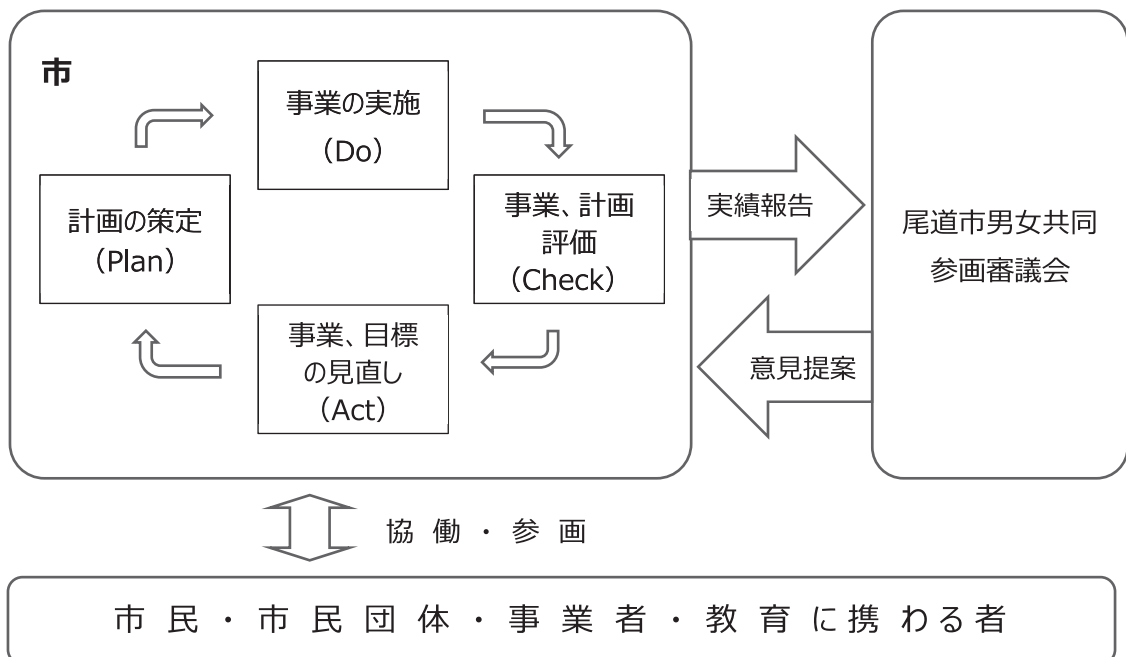 市
事業の実施
(Do)
計画の策定
(Plan)
事業、計画
評価
(Check)
事業、目標
の見直し
(Act)
実績報告
意見提案
尾道市男女共同
参画審議会
協働・参画
市民・市民団体・事業者・教育に携わる者